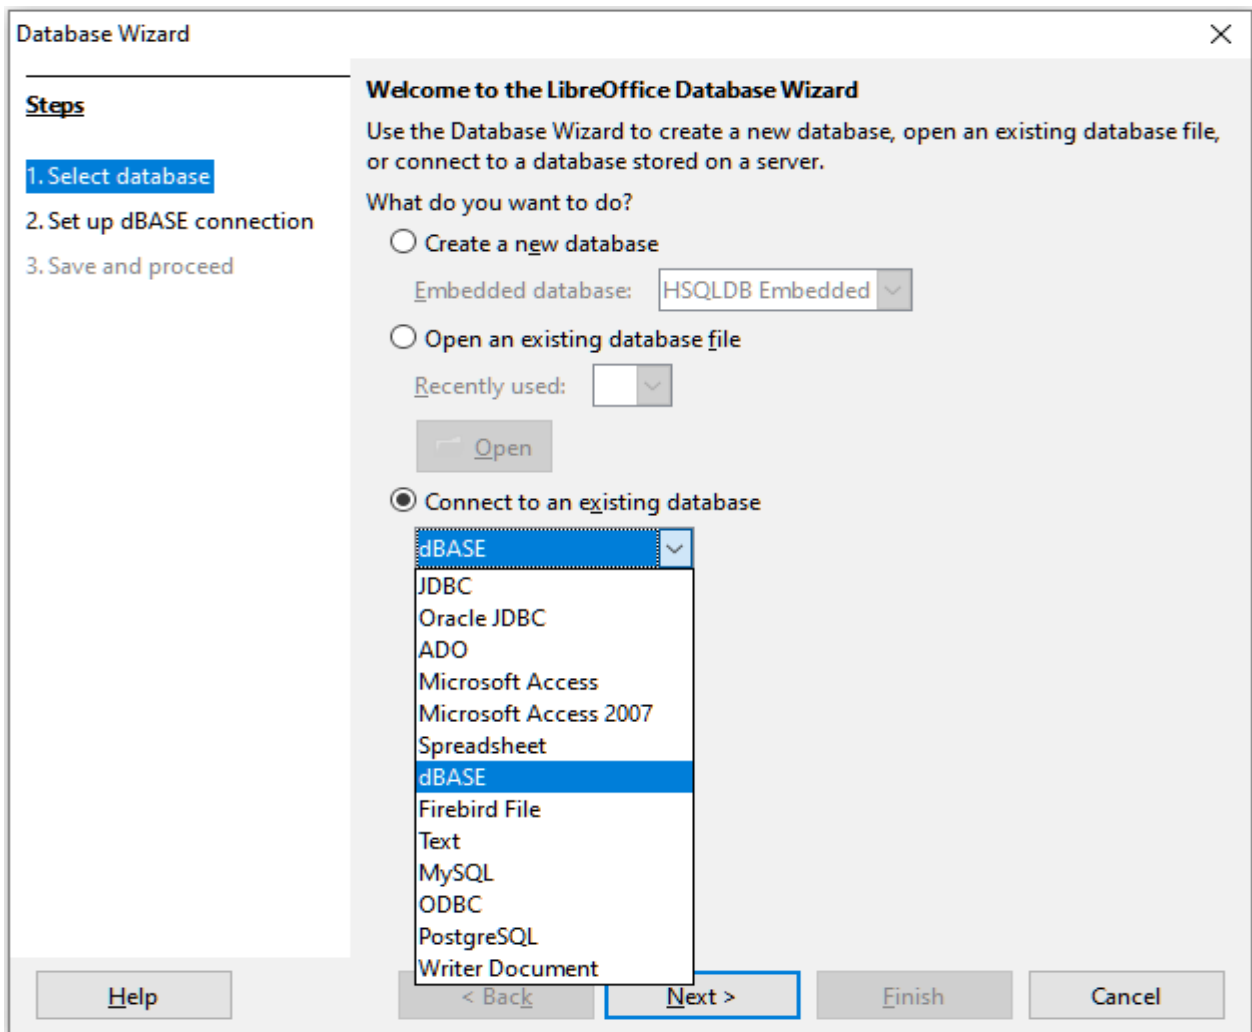 Database Wizard
Steps
1. Select database
2. Set up dBASE connection
3. Save and proceed
Welcome to the LibreOffice Database Wizard
Use the Database Wizard to create a new database, open an existing database file,
or connect to a database stored on a server.
What do you want to do?
Create a new database
Embedded database: HSQLDB Embedded
Open an existing database file
Recently used:
Open
Connect to an existing database
dBASE
JDBC
Oracle JDBC
ADO
Microsoft Access
Microsoft Access 2007
Spreadsheet
dBASE
Firebird File
Text
MySQL
ODBC
PostgreSQL
Writer Document
Help < Back Next > Finish Cancel